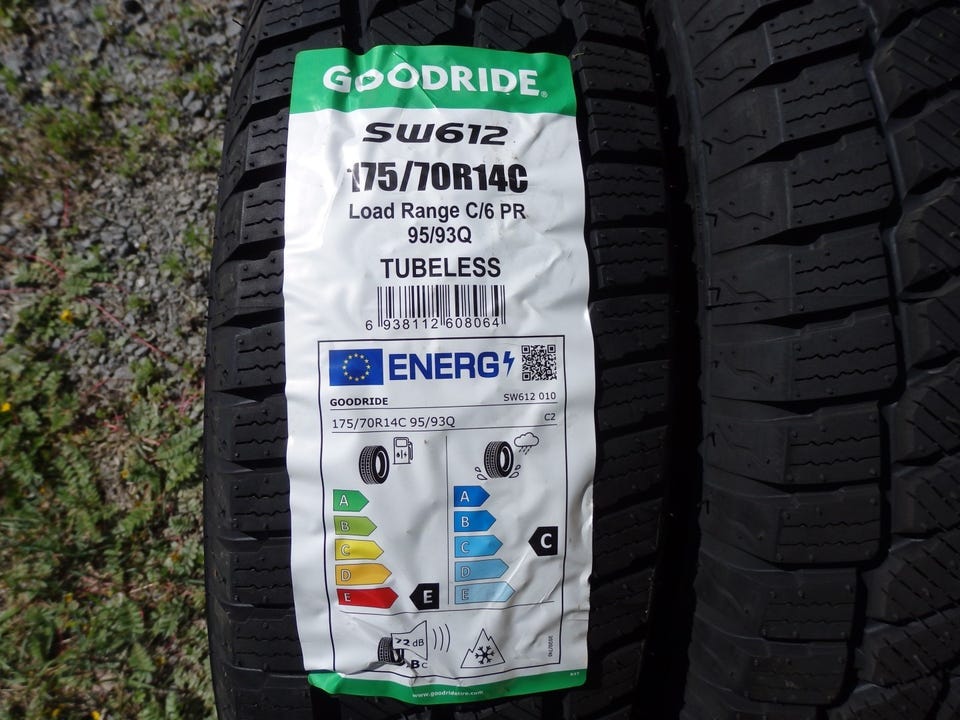 GOODRIDE®
SW612
175/70R14C
Load Range C/6 PR
95/93Q
TUBELESS
6 938112 608064
ENERG
GOODRIDE SW612 010
175/70R14C 95/93Q C2
A A
B B
C C C
D D
E E E
72 dB
B C
www.goodridetire.com